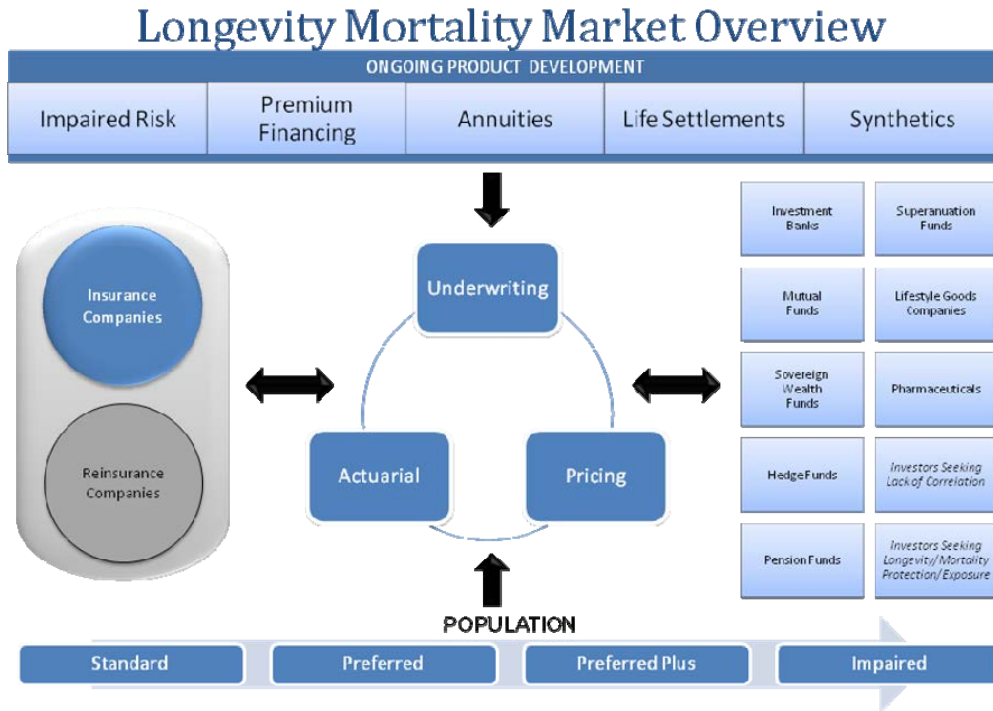 Longevity Mortality Market Overview
ONGOING PRODUCT DEVELOPMENT
Impaired Risk
Premium
Financing
Annuities
Life Settlements
Synthetics
Insurance
Companies
Reinsurance
Companies
Underwriting
Actuarial
Pricing
Investment
Banks
Superanuation
Funds
Mutual
Funds
Lifestyle Goods
Companies
Sovereign
Wealth
Funds
Pharmaceuticals
Hedge Funds
Investors Seeking
Lack of Correlation
Pension Funds
Investors Seeking
Longevity/Mortality
Protection/Exposure
POPULATION
Standard
Preferred
Preferred Plus
Impaired